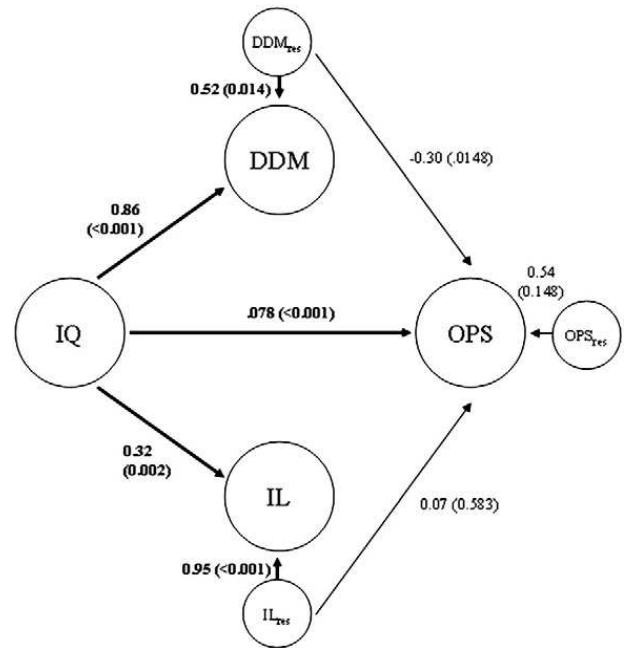 DDMres
0.52 (0.014)
DDM
-0.30 (.0148)
0.86
(<0.001)
0.54
(0.148)
.078 (<0.001)
IQ
OPS
OPSres
0.32
(0.002)
IL
0.07 (0.583)
0.95 (<0.001)
ILres